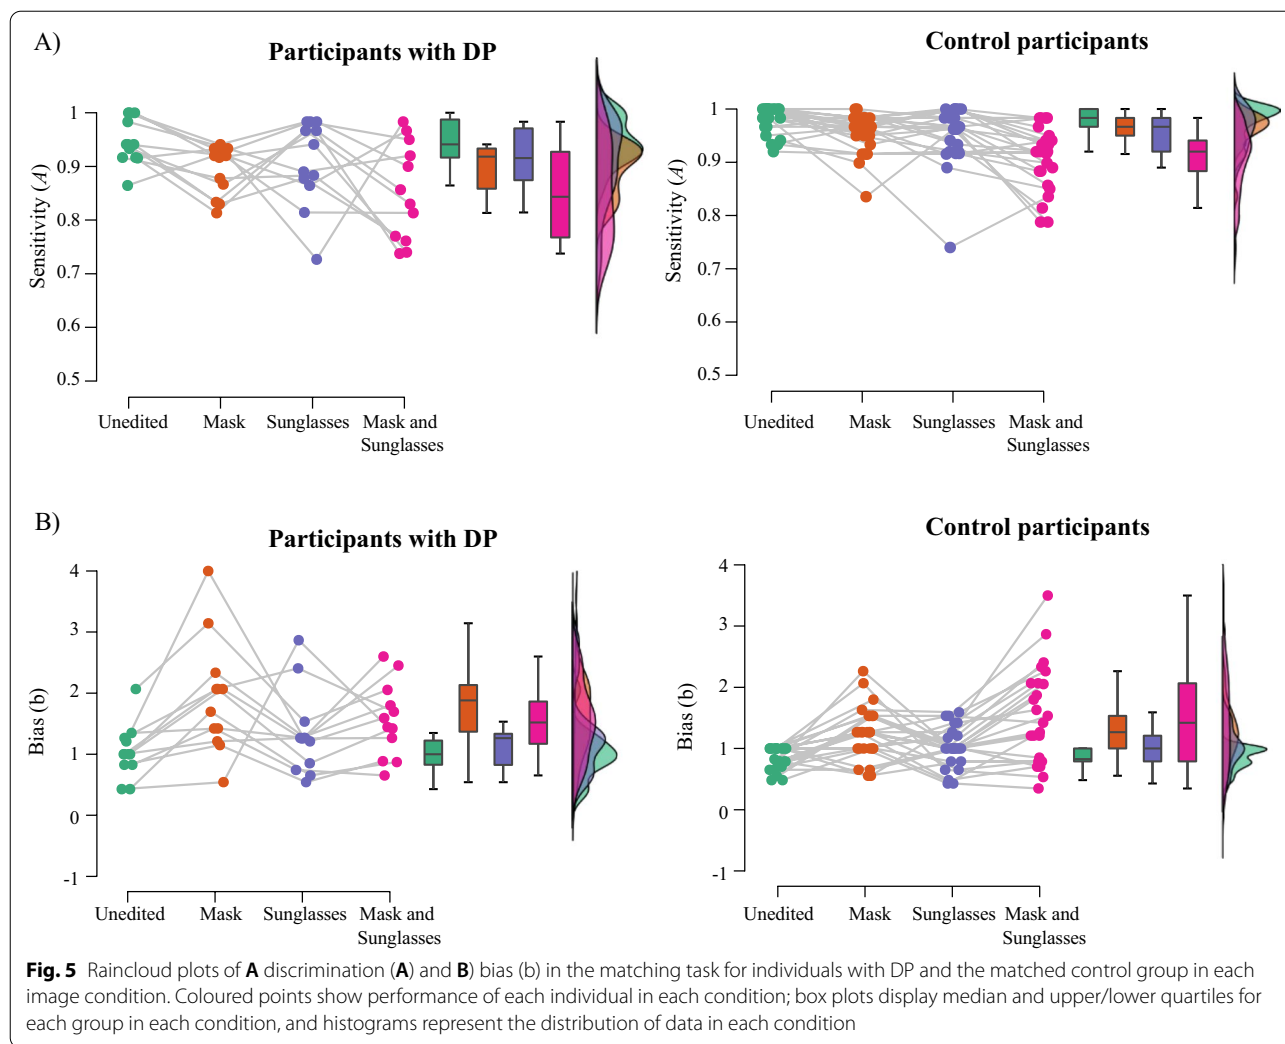 A)
Participants with DP
Control participants
Sensitivity (A)
1
0.9
0.8
0.7
0.6
0.5
Unedited
Mask
Sunglasses
Mask and
Sunglasses
Sensitivity (A)
1
0.9
0.8
0.7
0.6
0.5
Unedited
Mask
Sunglasses
Mask and
Sunglasses
B)
Participants with DP
Control participants
Bias (b)
4
3
2
1
0
-1
Unedited
Mask
Sunglasses
Mask and
Sunglasses
Bias (b)
4
3
2
1
0
-1
Unedited
Mask
Sunglasses
Mask and
Sunglasses
Fig. 5 Raincloud plots of A discrimination (A) and B) bias (b) in the matching task for individuals with DP and the matched control group in each
image condition. Coloured points show performance of each individual in each condition; box plots display median and upper/lower quartiles for
each group in each condition, and histograms represent the distribution of data in each condition